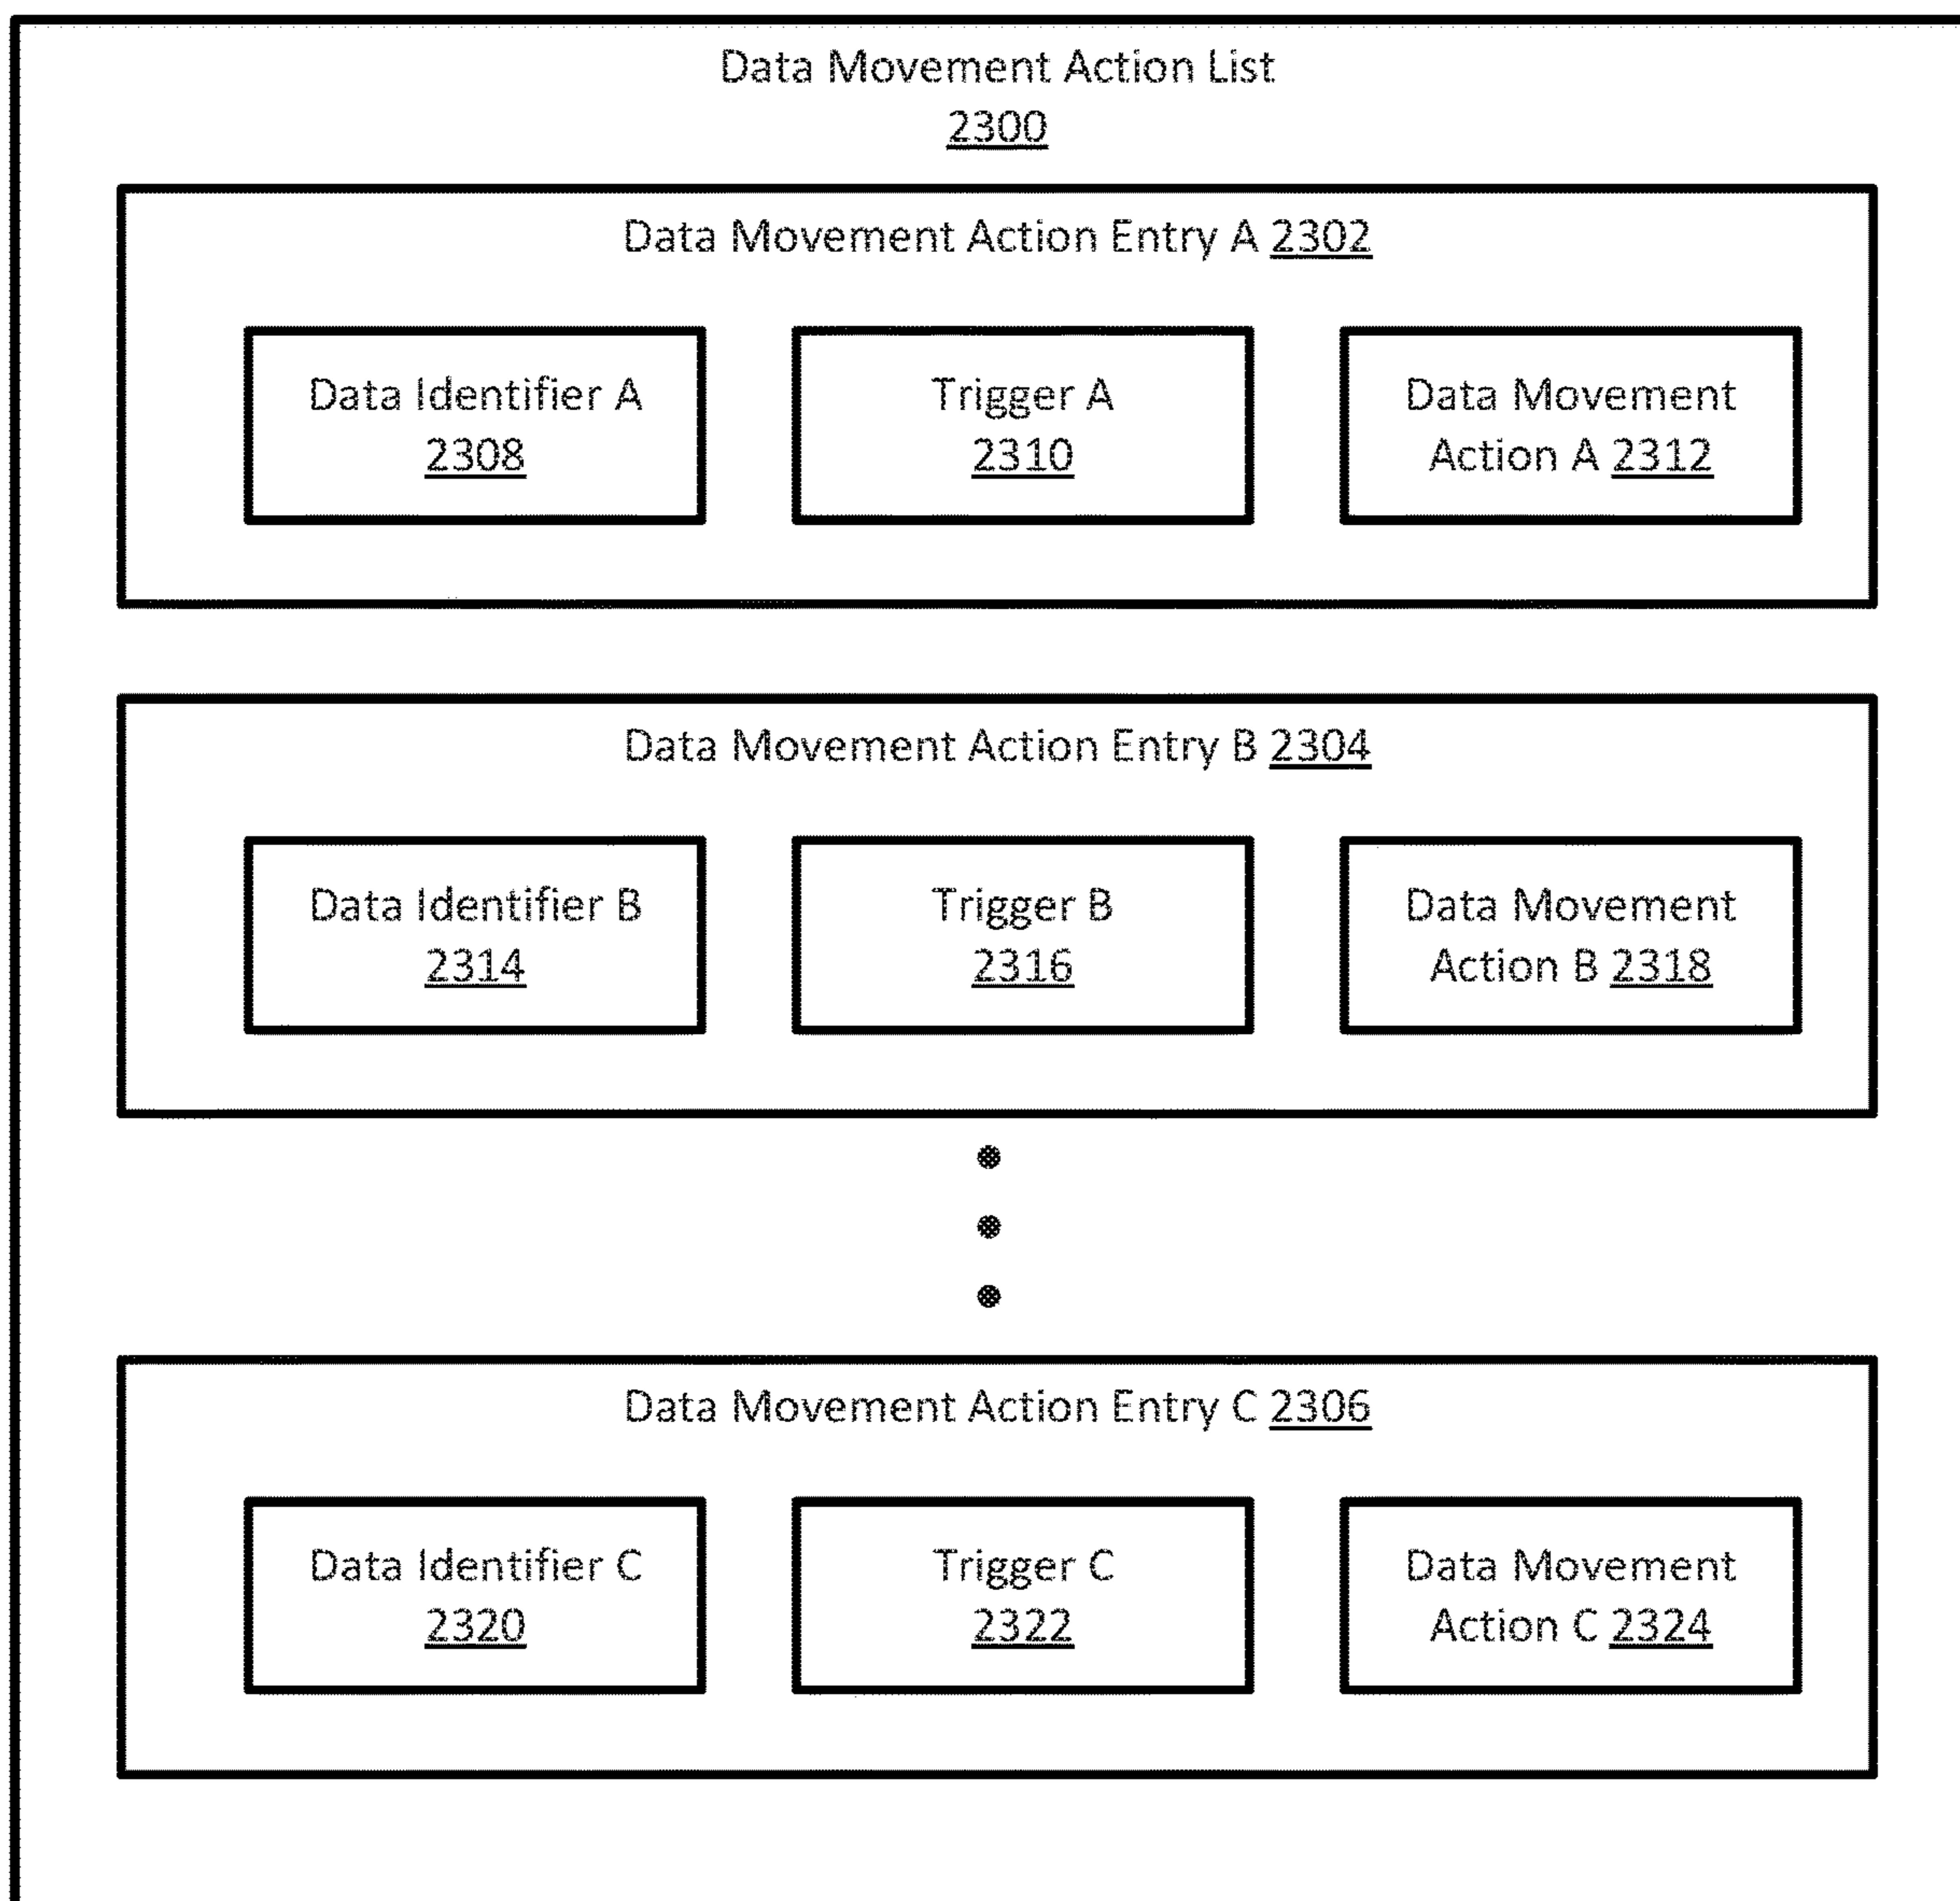 Data Movement Action List
2300
Data Movement Action Entry A 2302
Data Identifier A
2308
Trigger A
2310
Data Movement
Action A 2312
Data Movement Action Entry B 2304
Data Identifier B
2314
Trigger B
2316
Data Movement
Action B 2318
Data Movement Action Entry C 2306
Data Identifier C
2320
Trigger C
2322
Data Movement
Action C 2324